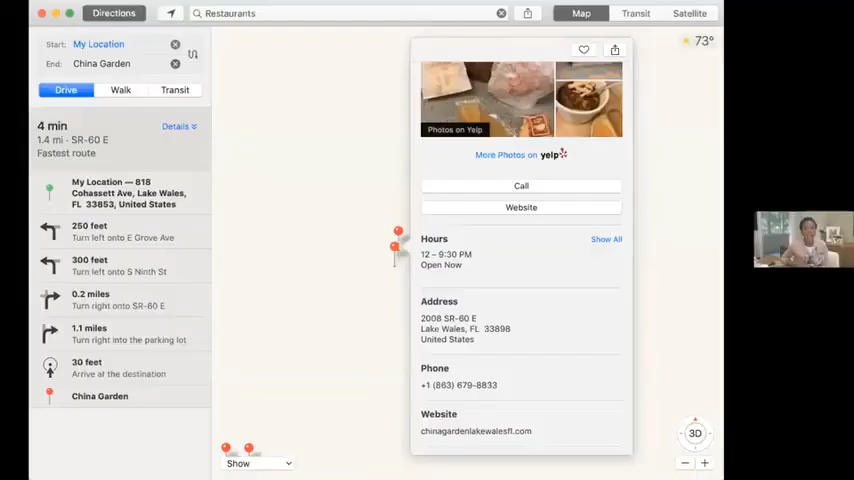 Directions
Restaurants
Map Transit Satellite
73°
Start: My Location
End: China Garden
Drive Walk Transit
4 min
Details
1.4 mi · SR-60 E
Fastest route
My Location — 818
Cohassett Ave, Lake Wales,
FL 33853, United States
250 feet
Turn left onto E Grove Ave
300 feet
Turn left onto S Ninth St
0.2 miles
Turn right onto SR-60 E
1.1 miles
Turn right into the parking lot
30 feet
Arrive at the destination
China Garden
Photos on Yelp
More Photos on yelp
Call
Website
Hours
Show All
12 – 9:30 PM
Open Now
Address
2008 SR-60 E
Lake Wales, FL 33898
United States
Phone
+1 (863) 679-8833
Website
chinagardenlakewalesfl.com
Show
3D